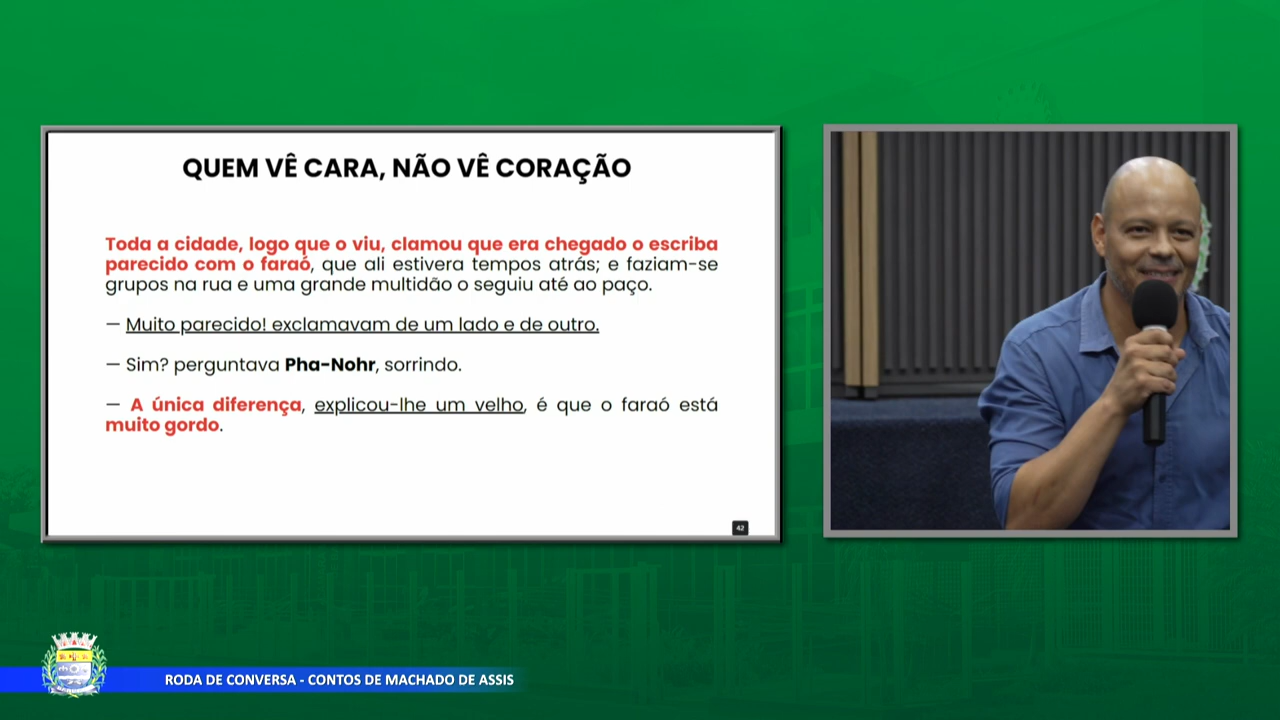 QUEM VÊ CARA, NÃO VÊ CORAÇÃO
Toda a cidade, logo que o viu, clamou que era chegado o escriba
parecido com o faraó, que ali estivera tempos atrás; e faziam-se
grupos na rua e uma grande multidão o seguiu até ao paço.
— Muito parecido! exclamavam de um lado e de outro.
— Sim? perguntava Pha-Nohr, sorrindo.
— A única diferença, explicou-lhe um velho, é que o faraó está
muito gordo.
42
RODA DE CONVERSA - CONTOS DE MACHADO DE ASSIS